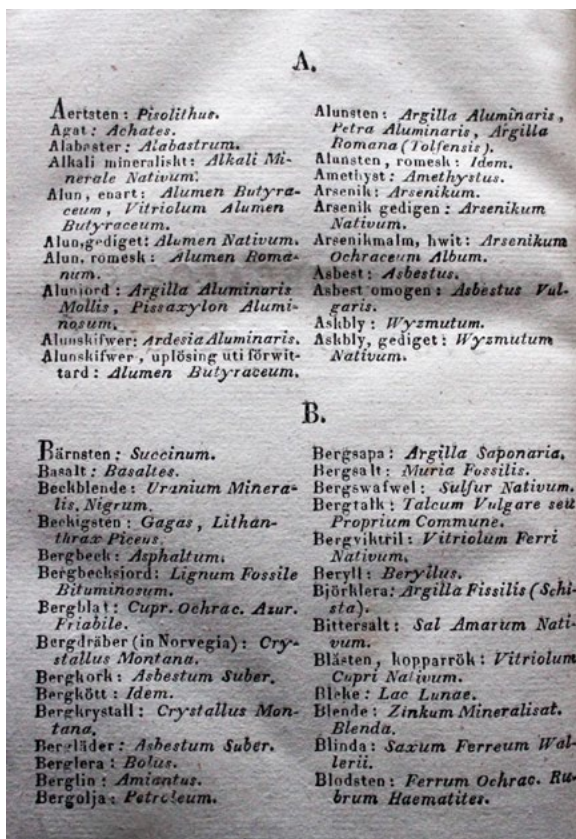 A.
Aertsten: Pisolithus.
Agat: Achates.
Alabaster: Alabastrum.
Alkali mineraliskt: Alkali Mi-
nerale Nativum.
Alun, enart: Alumen Butyra-
ceum, Vitriolum Alumen
Butyraceum.
Alun, gediget: Alumen Nativum.
Alun, romesk: Alumen Roma-
num.
Alunjord: Argilla Aluminaris
Mollis, Pissaxylon Alumi-
nosum.
Alunskifwer: Ardesia Aluminaris.
Alunskifwer, uplösing uti förwit-
tard: Alumen Butyraceum.
Alunsten: Argilla Aluminaris,
Petra Aluminaris, Argilla
Romana (Tolfensis).
Alunsten, romesk: Idem.
Amethyst: Amethystus.
Arsenik: Arsenikum.
Arsenik gedigen: Arsenikum
Nativum.
Arsenikmalm, hwit: Arsenikum
Ochraceum Album.
Asbest: Asbestus.
Asbest omogen: Asbestus Vul-
garis.
Askbly: Wyzmutum.
Askbly, gediget: Wyzmutum
Nativum.
B.
Bärnsten: Succinum.
Basalt: Basaltes.
Beckblende: Uranium Minera-
lis. Nigrum.
Beckigsten: Gagas, Lithan-
thrax Piceus.
Bergbeck: Asphaltum.
Bergbecksjord: Lignum Fossile
Bituminosum.
Bergblat: Cupr. Ochrac. Azur.
Friabile.
Bergdräber (in Norvegia): Cry-
stallus Montana.
Bergkork: Asbestum Suber.
Bergkött: Idem.
Bergkrystall: Crystallus Mon-
tana.
Bergläder: Asbestum Suber.
Berglera: Bolus.
Berglin: Amiantus.
Bergolja: Petroleum.
Bergsapa: Argilla Saponaria.
Bergsalt: Muria Fossilis.
Bergswafwel: Sulfur Nativum.
Bergtalk: Talcum Vulgare seu
Proprium Commune.
Bergviktril: Vitriolum Ferri
Nativum.
Beryll: Beryllus.
Björklera: Argilla Fissilis (Schi-
sta).
Bittersalt: Sal Amarum Nati-
vum.
Blåsten, kopparrök: Vitriolum
Cupri Nativum.
Bleke: Lac Lunae.
Blende: Zinkum Mineralisat.
Blenda.
Blinda: Saxum Ferreum Wal-
lerii.
Blodsten: Ferrum Ochrac. Ru-
brum Haematites.